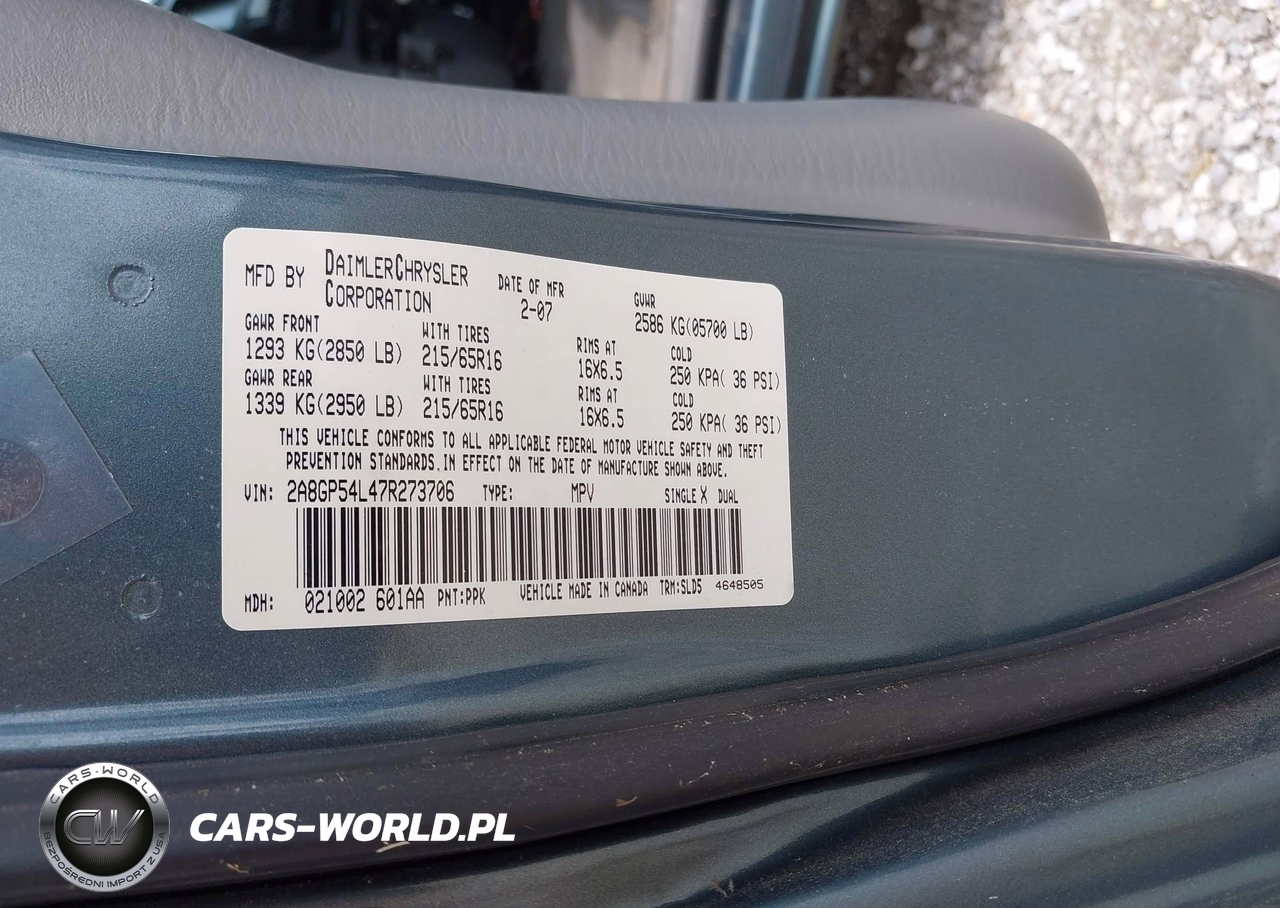 MFD BY DAIMLERCHRYSLER CORPORATION DATE OF MFR 2-07 GVWR 2586 KG(05700 LB)
GAWR FRONT WITH TIRES RIMS AT COLD
1293 KG(2850 LB) 215/65R16 16X6.5 250 KPA( 36 PSI)
GAWR REAR WITH TIRES RIMS AT COLD
1339 KG(2950 LB) 215/65R16 16X6.5 250 KPA( 36 PSI)
THIS VEHICLE CONFORMS TO ALL APPLICABLE FEDERAL MOTOR VEHICLE SAFETY AND THEFT
PREVENTION STANDARDS.IN EFFECT ON THE DATE OF MANUFACTURE SHOWN ABOVE.
VIN: 2A8GP54L47R273706 TYPE: MPV SINGLE X DUAL
MDH: 021002 601AA PNT:PPK VEHICLE MADE IN CANADA TRM:SLD5 4648505
CARS-WORLD
CW
BEZPOŚREDNI IMPORT Z USA
CARS-WORLD.PL